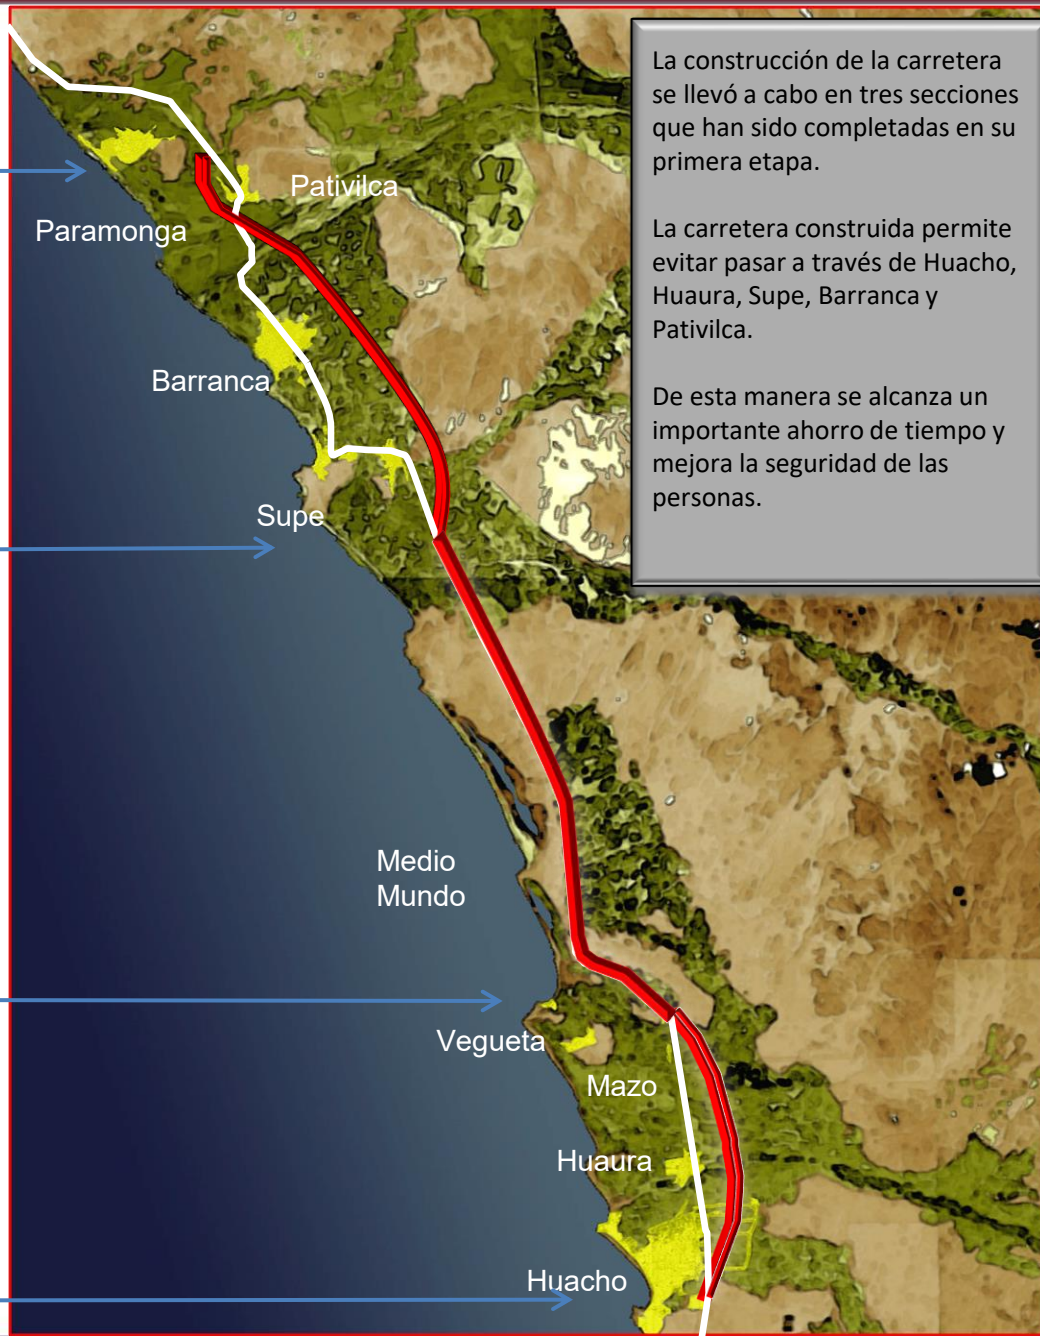 La construcción de la carretera
se llevó a cabo en tres secciones
que han sido completadas en su
primera etapa.
La carretera construida permite
evitar pasar a través de Huacho,
Huaura, Supe, Barranca y
Pativilca.
De esta manera se alcanza un
importante ahorro de tiempo y
mejora la seguridad de las
personas.
Pativilca
Paramonga
Barranca
Supe
Medio
Mundo
Vegueta
Mazo
Huaura
Huacho